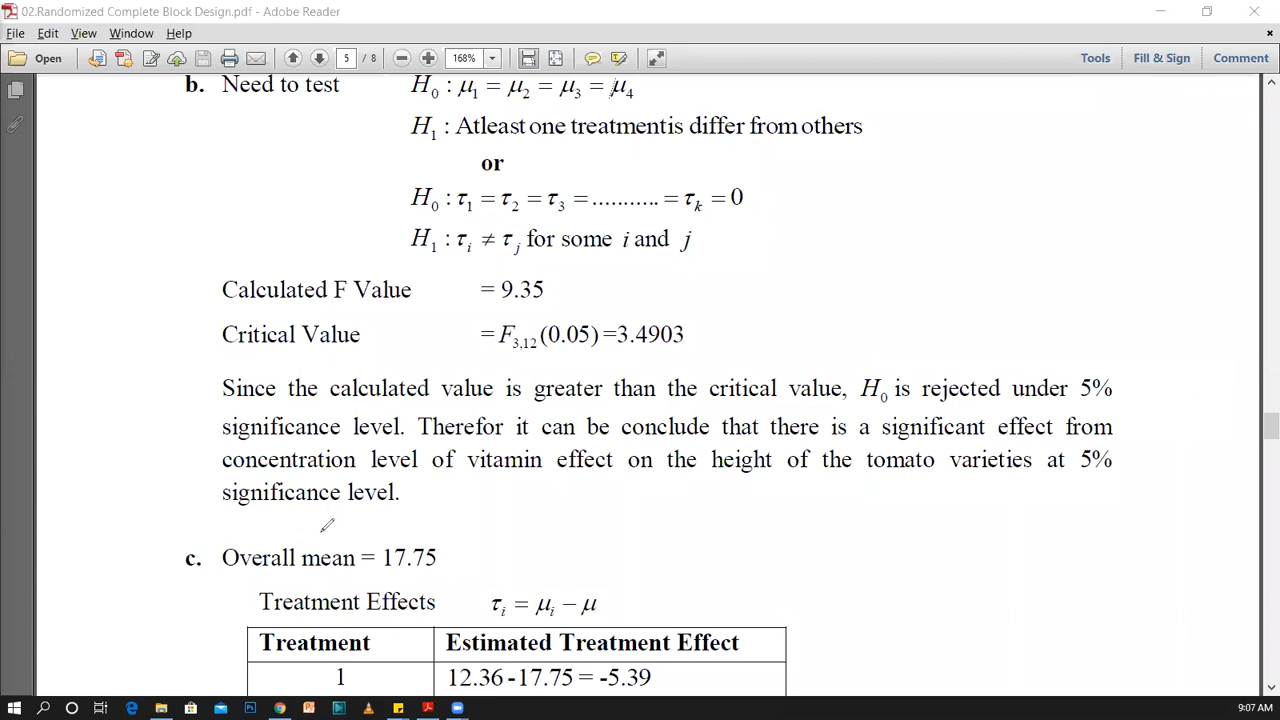 02.Randomized Complete Block Design.pdf - Adobe Reader
File Edit View Window Help
Open 5 / 8 168% Tools Fill & Sign Comment
b. Need to test H0 : μ1 = μ2 = μ3 = μ4
H1 : Atleast one treatmentis differ from others
or
H0 : τ1 = τ2 = τ3 = ........... = τk = 0
H1 : τi ≠ τj for some i and j
Calculated F Value = 9.35
Critical Value = F3,12 (0.05) =3.4903
Since the calculated value is greater than the critical value, H0 is rejected under 5%
significance level. Therefor it can be conclude that there is a significant effect from
concentration level of vitamin effect on the height of the tomato varieties at 5%
significance level.
c. Overall mean = 17.75
Treatment Effects τi = μi − μ
Treatment Estimated Treatment Effect
1 12.36 -17.75 = -5.39
9:07 AM